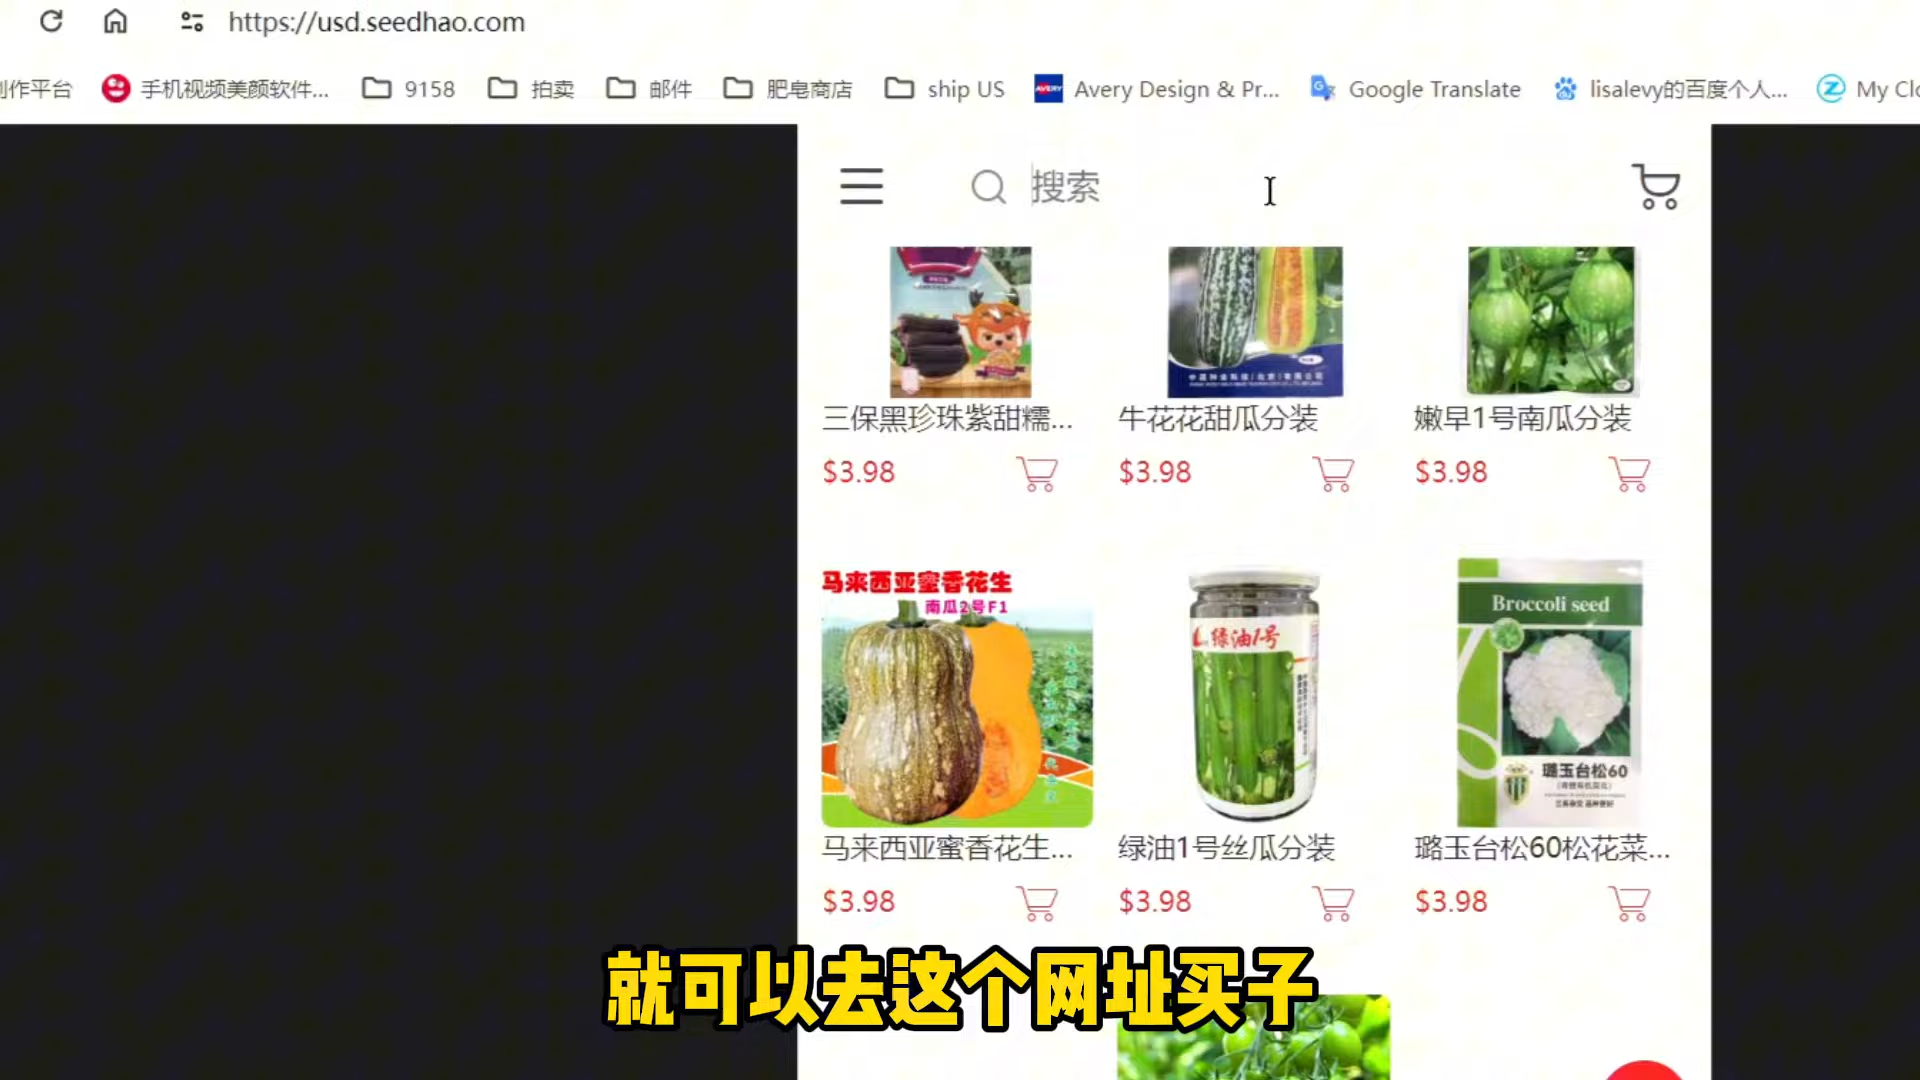 https://usd.seedhao.com
创作平台
手机视频美颜软件...
9158
拍卖
邮件
肥皂商店
ship US
AVERY
Avery Design & Pr...
Google Translate
lisalevy的百度个人...
My Clo
搜索
三保黑珍珠紫甜糯...
牛花花甜瓜分装
嫩早1号南瓜分装
$3.98
$3.98
$3.98
马来西亚蜜香花生
南瓜2号F1
绿油1号
Broccoli seed
璐玉台松60
马来西亚蜜香花生...
绿油1号丝瓜分装
璐玉台松60松花菜...
$3.98
$3.98
$3.98
就可以去这个网址买子